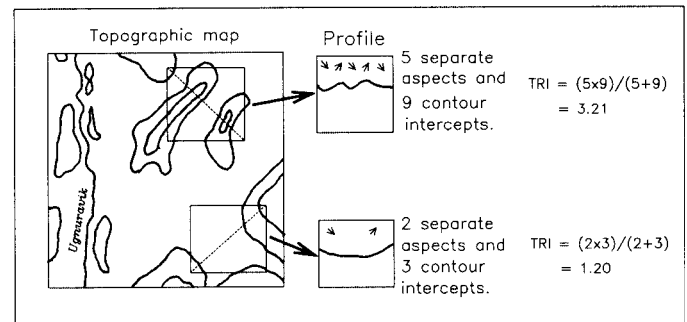 Topographic map
Profile
5 separate
aspects and
9 contour
intercepts.
TRI = (5x9)/(5+9)
= 3.21
Ugnuravik
2 separate
aspects and
3 contour
intercepts.
TRI = (2x3)/(2+3)
= 1.20